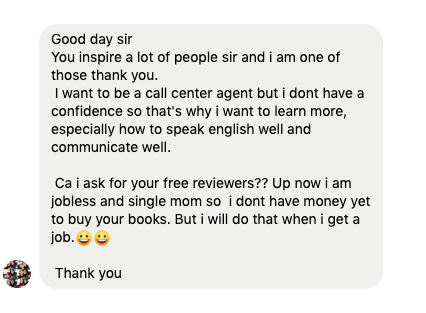 Good day sir
You inspire a lot of people sir and i am one of
those thank you.
I want to be a call center agent but i dont have a
confidence so that's why i want to learn more,
especially how to speak english well and
communicate well.
Ca i ask for your free reviewers?? Up now i am
jobless and single mom so i dont have money yet
to buy your books. But i will do that when i get a
job.😀😀
Thank you